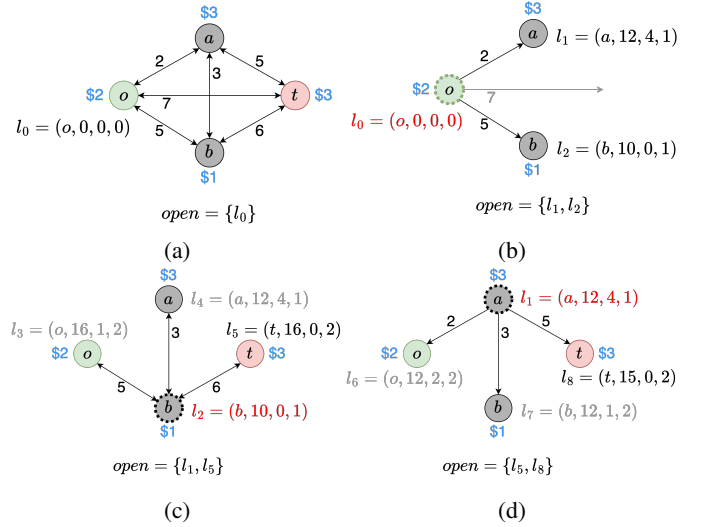 $3
a
2
5
3
$2
o
7
t
$3
l₀ = (o, 0, 0, 0)
5
6
b
$1
open = {l₀}
(a)
$3
a
l₁ = (a, 12, 4, 1)
2
$2
o
7
l₀ = (o, 0, 0, 0)
5
b
l₂ = (b, 10, 0, 1)
$1
open = {l₁, l₂}
(b)
$3
a
l₄ = (a, 12, 4, 1)
l₃ = (o, 16, 1, 2)
3
l₅ = (t, 16, 0, 2)
$2
o
t
$3
5
6
b
l₂ = (b, 10, 0, 1)
$1
open = {l₁, l₅}
(c)
$3
a
l₁ = (a, 12, 4, 1)
2
3
5
$2
o
t
$3
l₆ = (o, 12, 2, 2)
l₈ = (t, 15, 0, 2)
b
l₇ = (b, 12, 1, 2)
$1
open = {l₅, l₈}
(d)